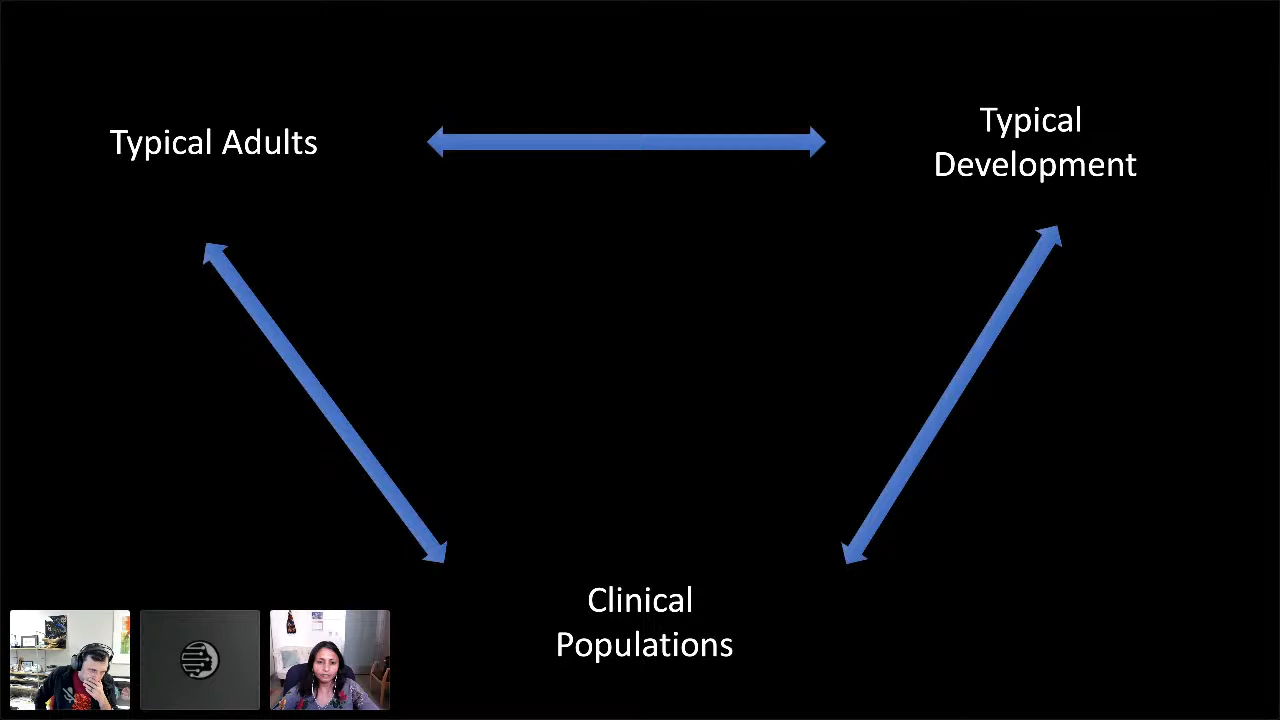 Typical Adults
Typical
Development
Clinical
Populations